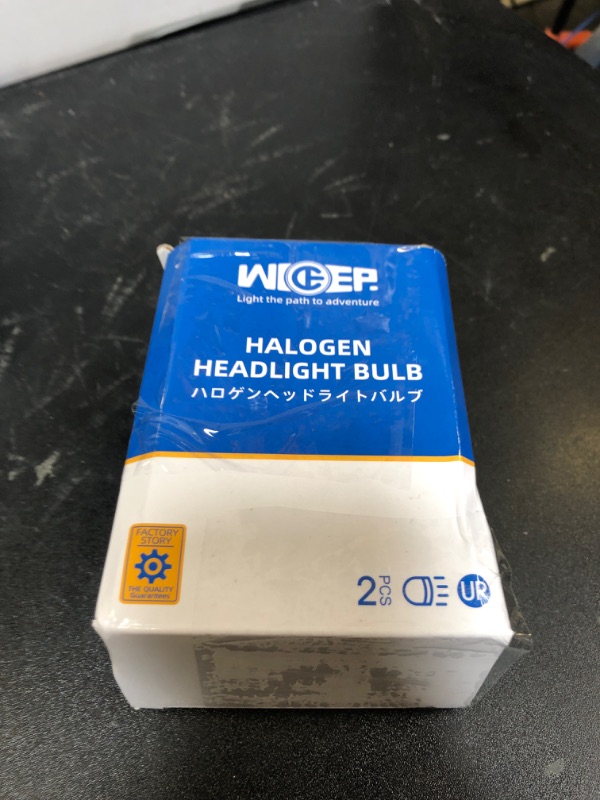 WICEP.
Light the path to adventure
HALOGEN
HEADLIGHT BULB
ハロゲンヘッドライトバルブ
FACTORY
STORY
THE QUALITY
Guarantees
2 PCS UR